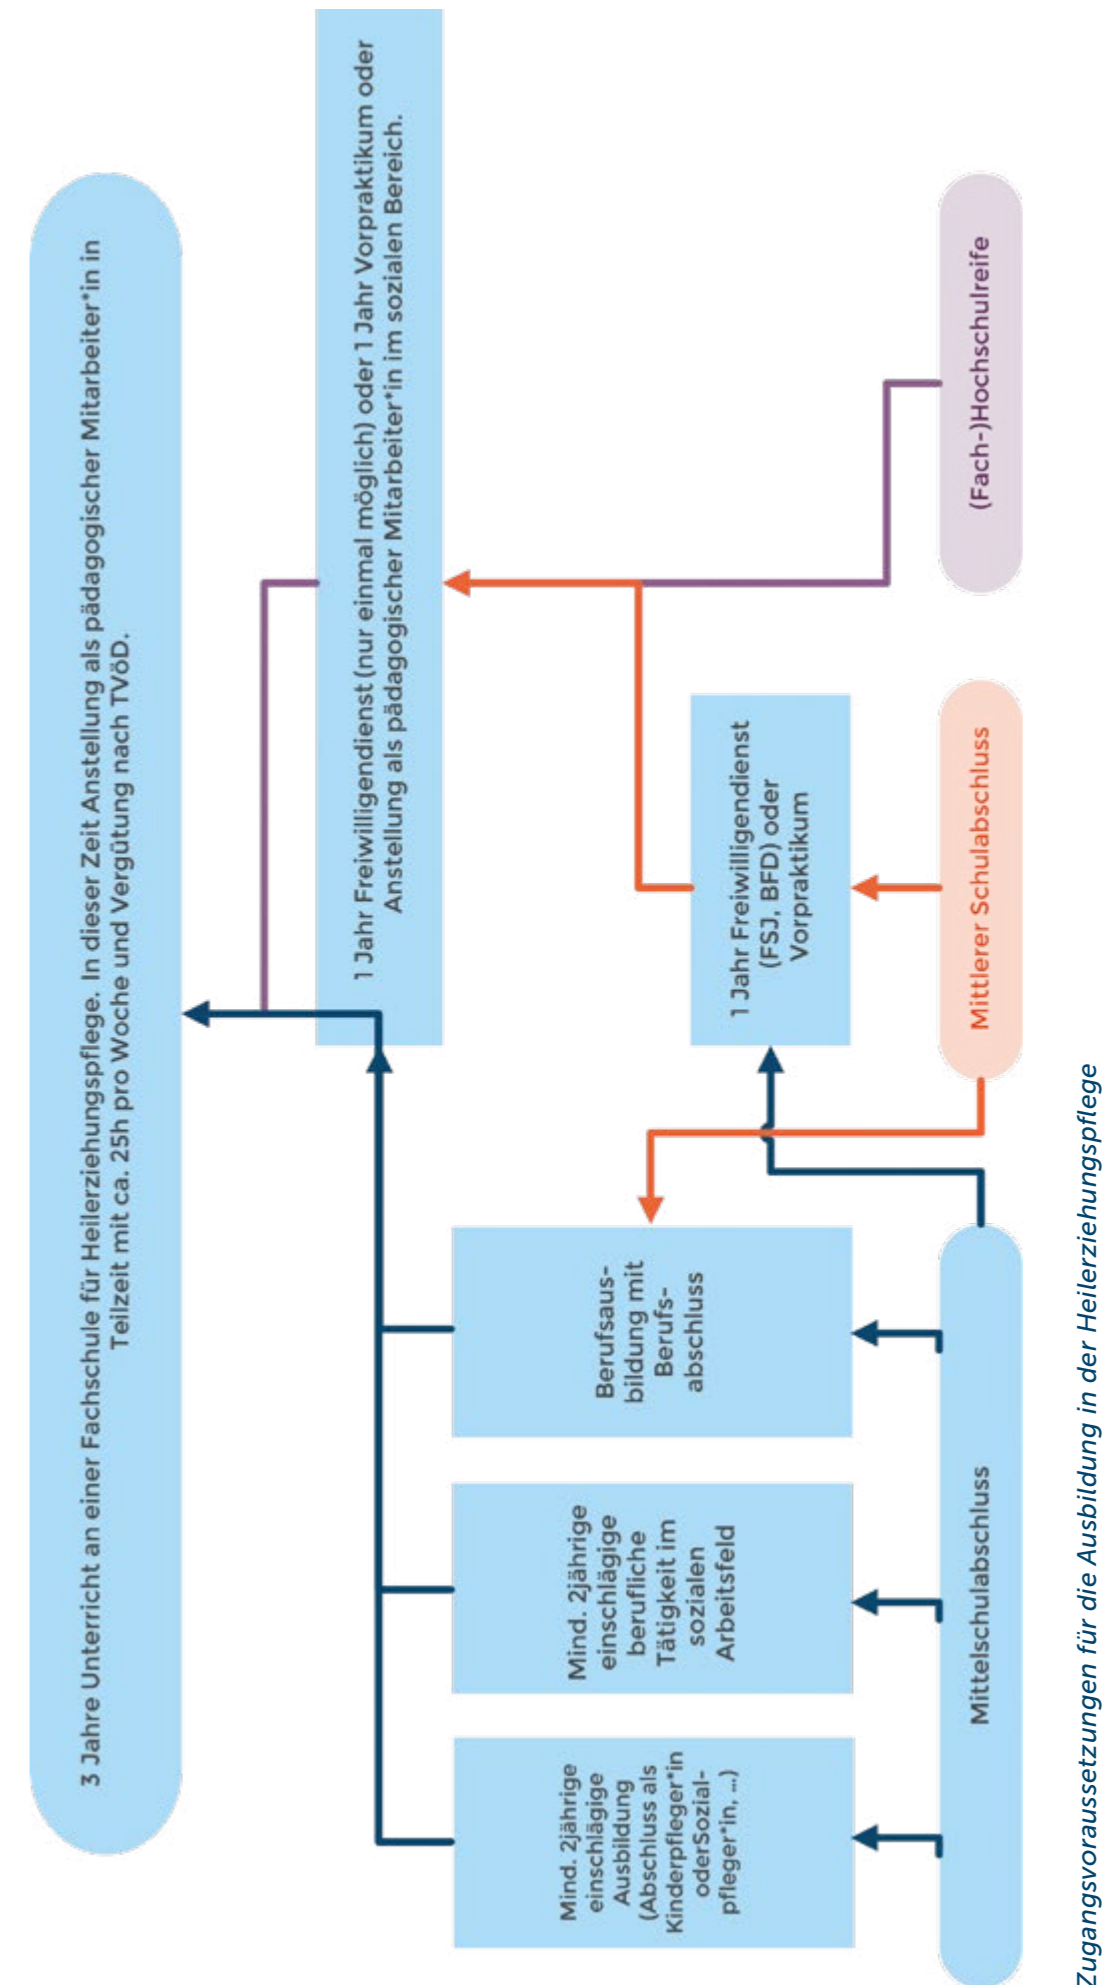 3 Jahre Unterricht an einer Fachschule für Heilerziehungspflege. In dieser Zeit Anstellung als pädagogischer Mitarbeiter*in in
Teilzeit mit ca. 25h pro Woche und Vergütung nach TVöD.
1 Jahr Freiwilligendienst (nur einmal möglich) oder 1 Jahr Vorpraktikum oder
Anstellung als pädagogischer Mitarbeiter*in im sozialen Bereich.
Mind. 2jährige
einschlägige
Ausbildung
(Abschluss als
Kinderpfleger*in
oderSozial-
pfleger*in, ...)
Mind. 2jährige
einschlägige
berufliche
Tätigkeit im
sozialen
Arbeitsfeld
Berufsaus-
bildung mit
Berufs-
abschluss
1 Jahr Freiwilligendienst
(FSJ, BFD) oder
Vorpraktikum
Mittelschulabschluss
Mittlerer Schulabschluss
(Fach-)Hochschulreife
Zugangsvoraussetzungen für die Ausbildung in der Heilerziehungspflege